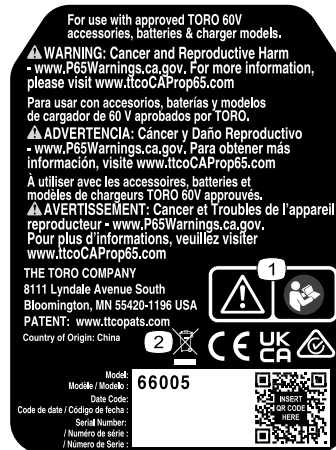 For use with approved TORO 60V
accessories, batteries & charger models.
⚠WARNING: Cancer and Reproductive Harm
- www.P65Warnings.ca.gov. For more information,
please visit www.ttcoCAProp65.com
Para usar con accesorios, baterías y modelos
de cargador de 60 V aprobados por TORO.
⚠ADVERTENCIA: Cáncer y Daño Reproductivo
- www.P65Warnings.ca.gov. Para obtener más
información, visite www.ttcoCAProp65.com
À utiliser avec les accessoires, batteries et
modèles de chargeurs TORO 60V approuvés.
⚠AVERTISSEMENT: Cancer et Troubles de l'appareil
reproducteur - www.P65Warnings.ca.gov.
Pour plus d'informations, veuillez visiter
www.ttcoCAProp65.com
THE TORO COMPANY
8111 Lyndale Avenue South
Bloomington, MN 55420-1196 USA
PATENT: www.ttcopats.com
Country of Origin: China
1
2
CE UK CA
Model:
Modèle / Modelo :
66005
Date Code:
Code de date / Código de fecha :
Serial Number:
/ Numéro de série :
/ Número de Serie :
INSERT
QR CODE
HERE